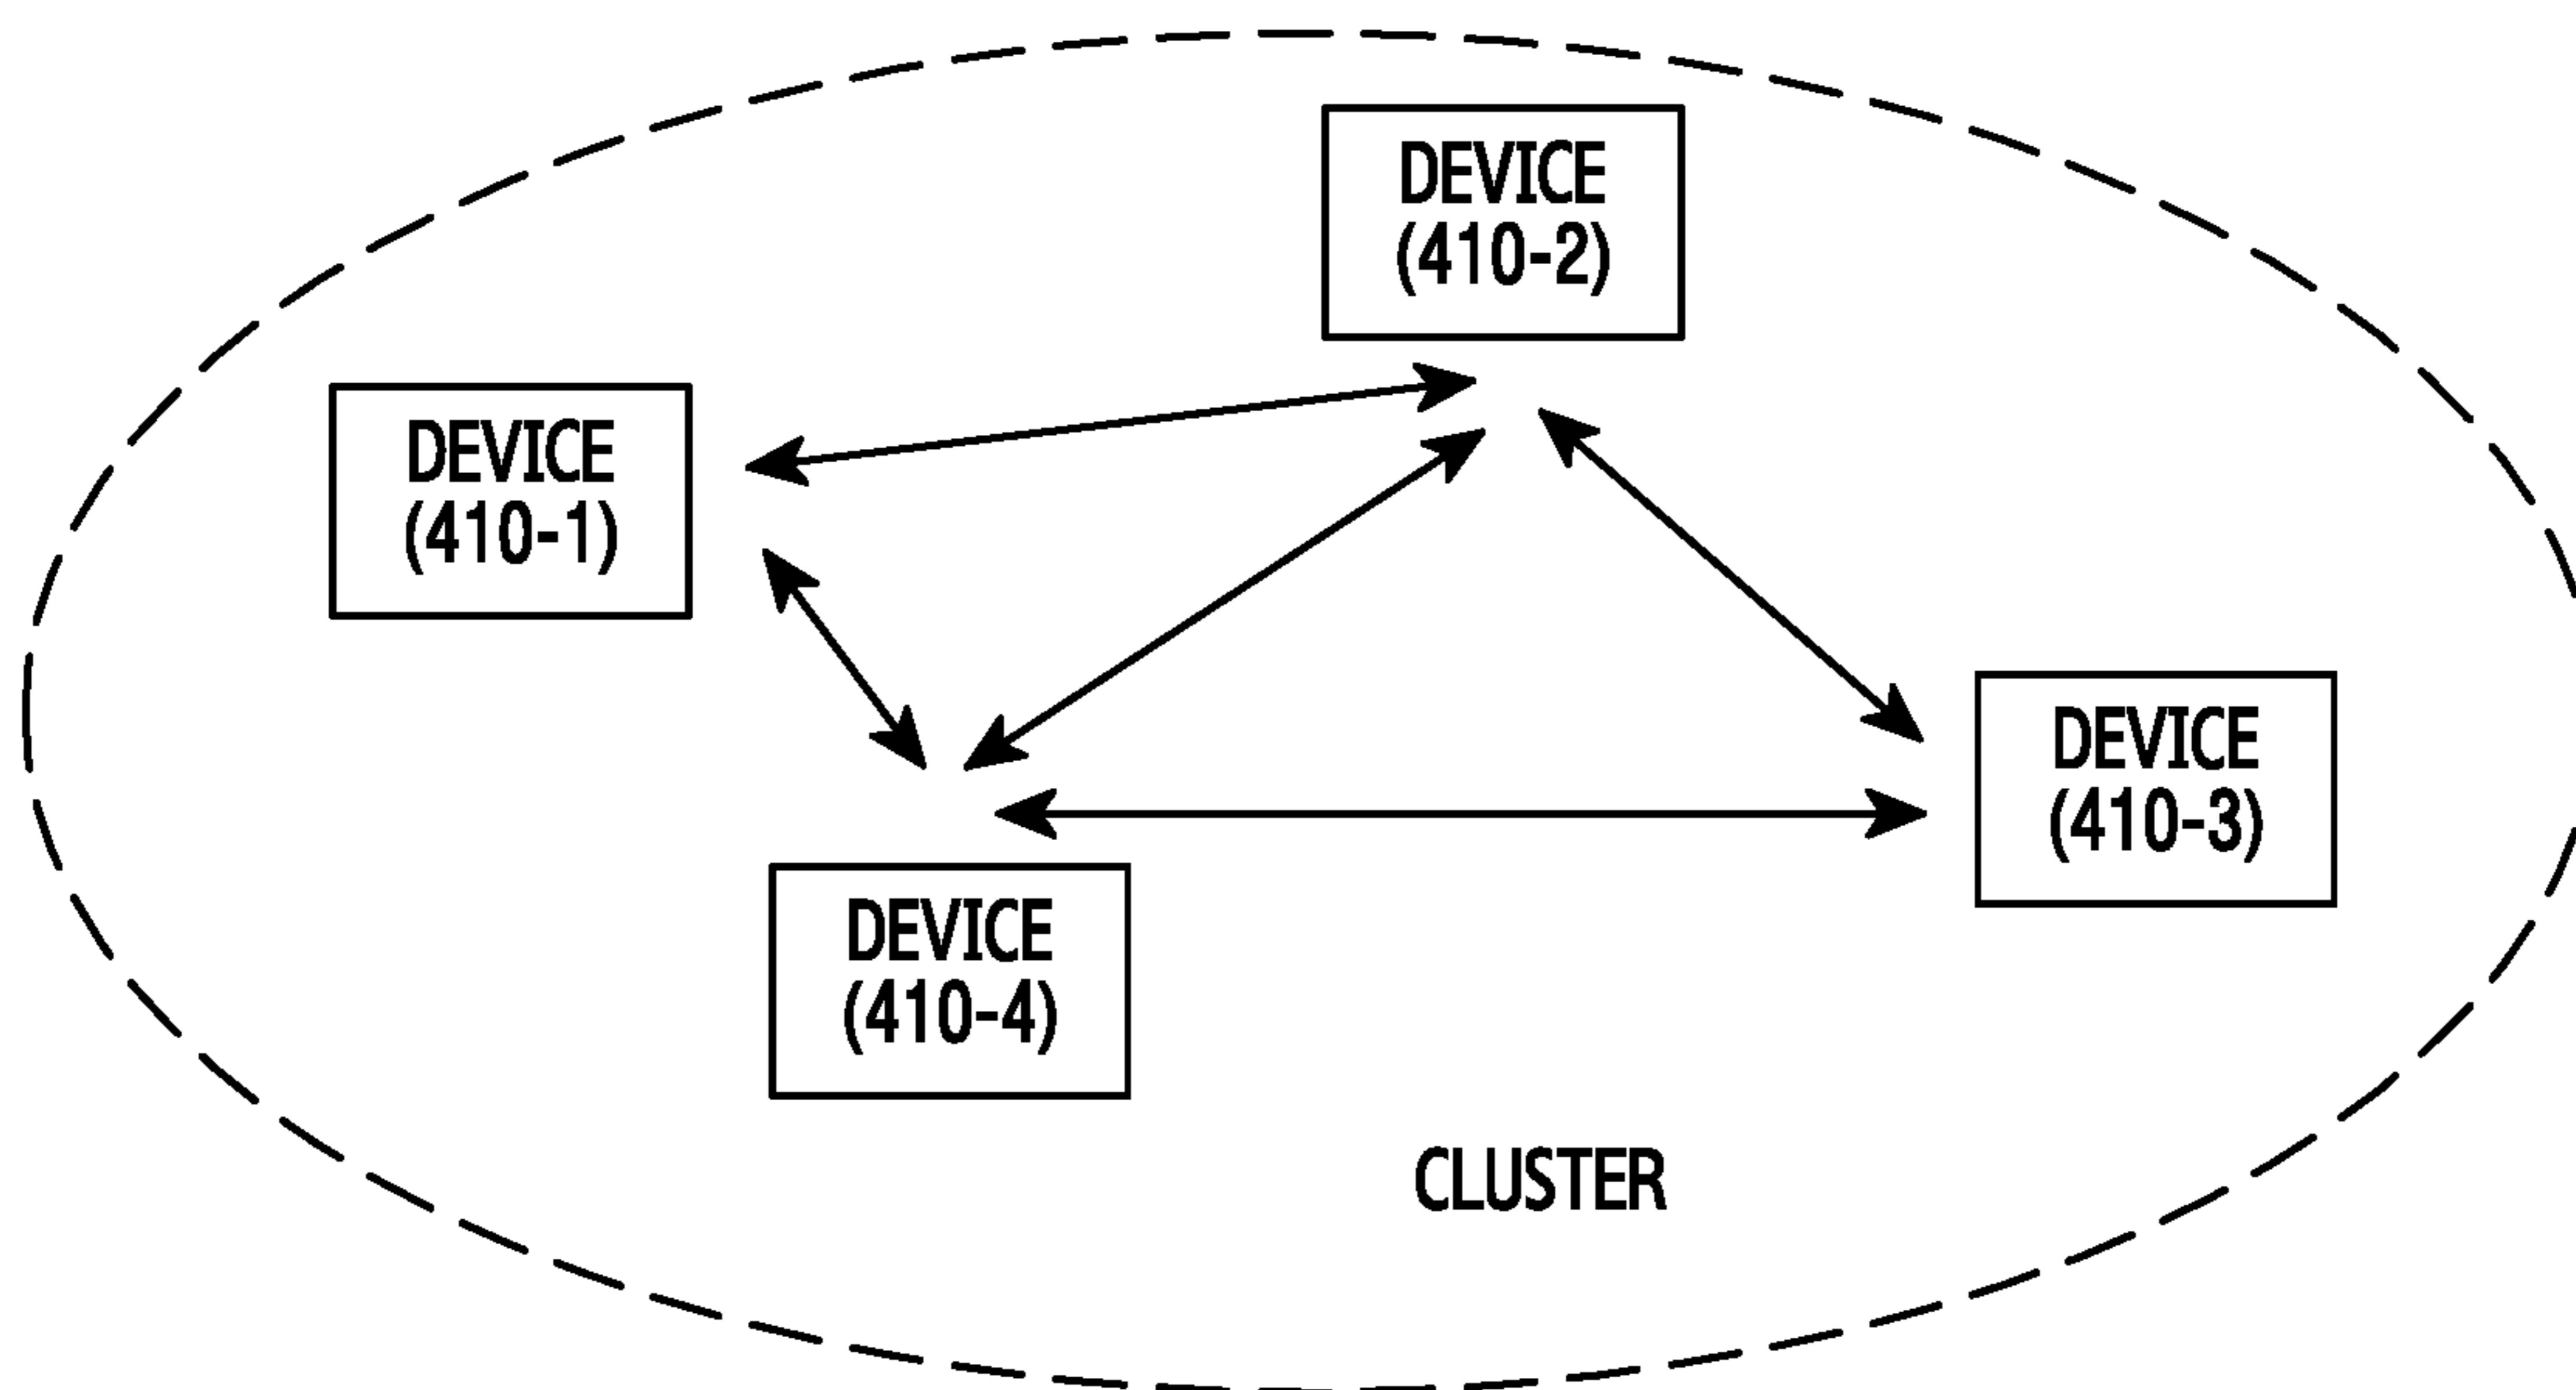 DEVICE
(410-2)
DEVICE
(410-1)
DEVICE
(410-3)
DEVICE
(410-4)
CLUSTER